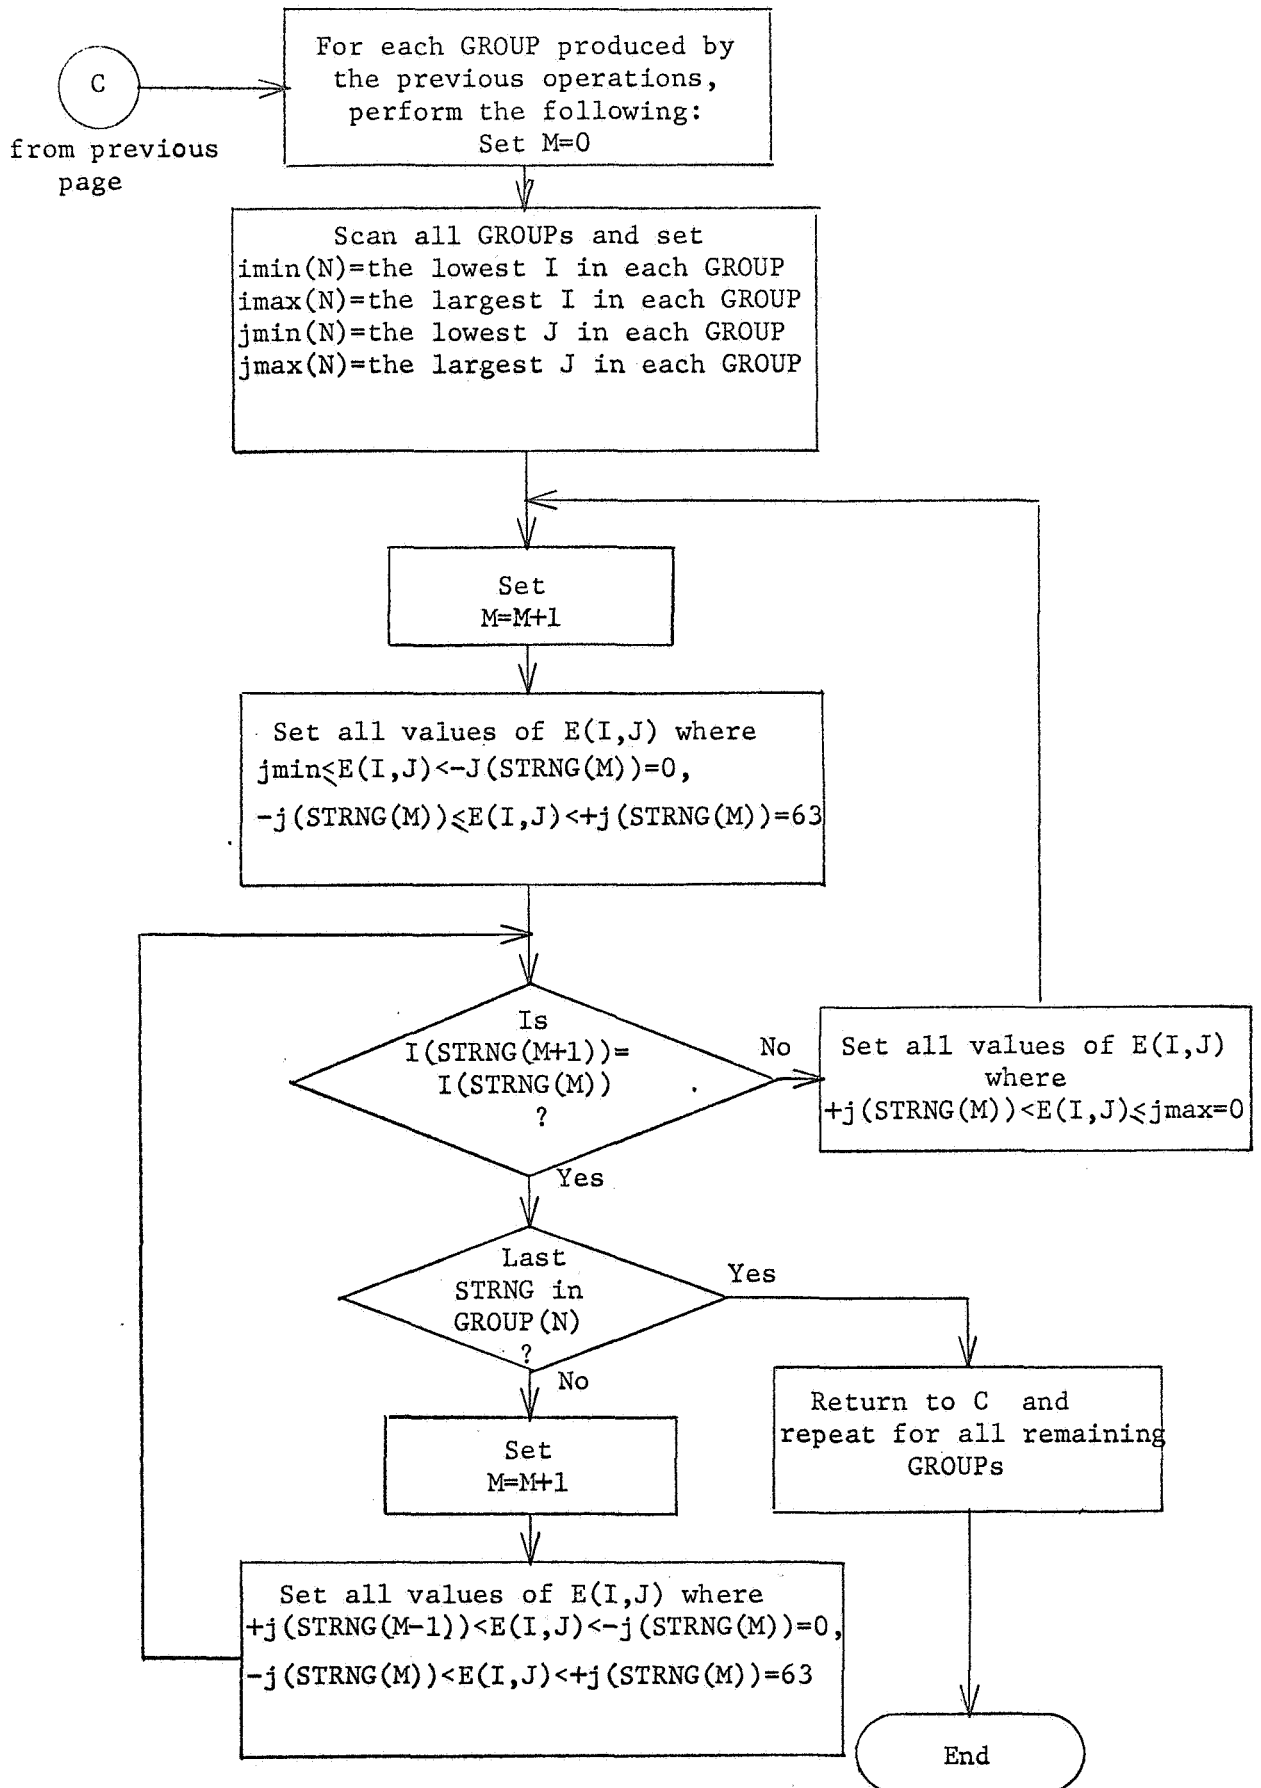 C
from previous
page
For each GROUP produced by
the previous operations,
perform the following:
Set M=0
Scan all GROUPs and set
imin(N)=the lowest I in each GROUP
imax(N)=the largest I in each GROUP
jmin(N)=the lowest J in each GROUP
jmax(N)=the largest J in each GROUP
Set
M=M+1
Set all values of E(I,J) where
jmin≤E(I,J)<-J(STRNG(M))=0,
-j(STRNG(M))≤E(I,J)<+j(STRNG(M))=63
Is
I(STRNG(M+1))=
I(STRNG(M))
?
No
Set all values of E(I,J)
where
+j(STRNG(M))<E(I,J)≤jmax=0
Yes
Last
STRNG in
GROUP(N)
?
Yes
No
Return to C and
repeat for all remaining
GROUPs
Set
M=M+1
Set all values of E(I,J) where
+j(STRNG(M-1))<E(I,J)<-j(STRNG(M))=0,
-j(STRNG(M))<E(I,J)<+j(STRNG(M))=63
End